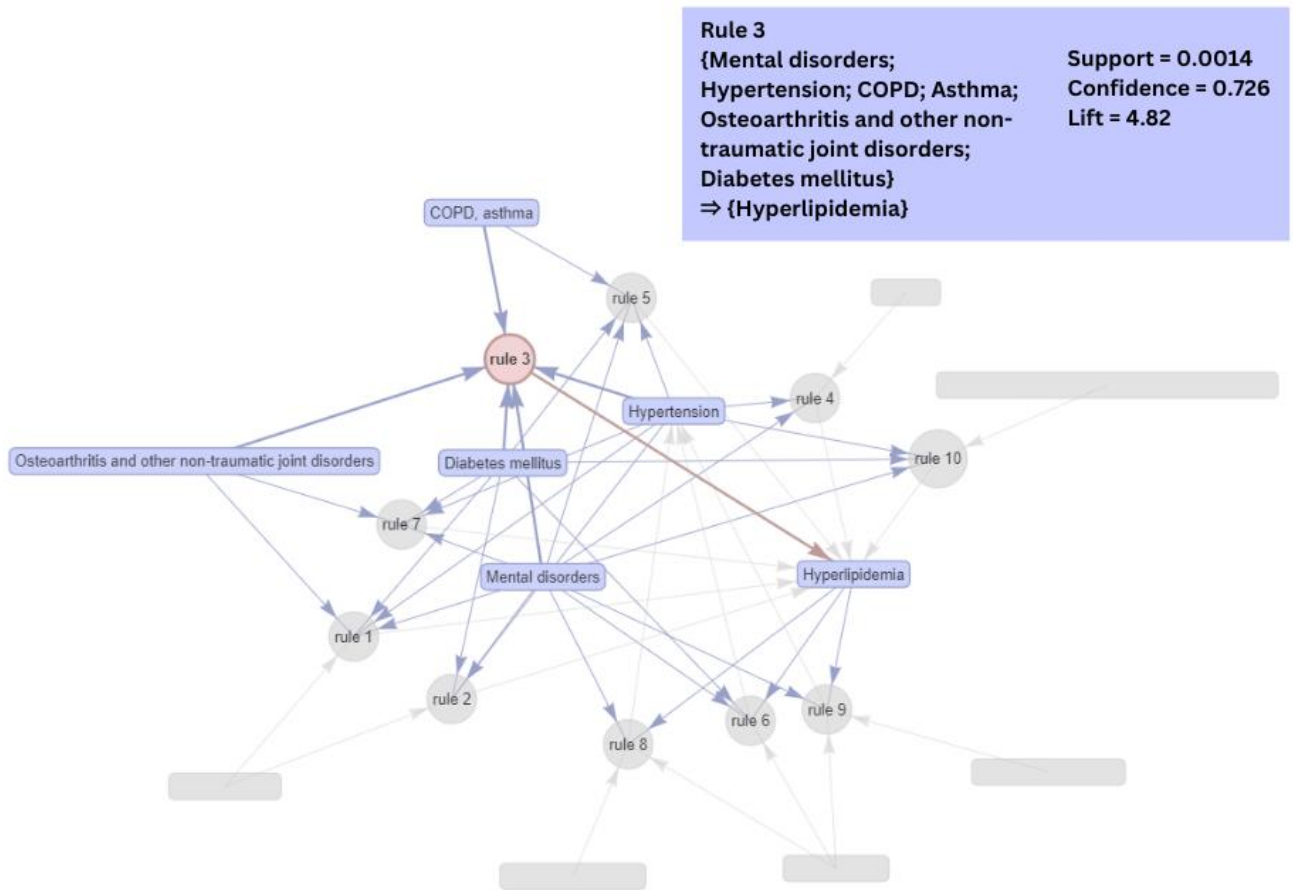 Rule 3
{Mental disorders;
Hypertension; COPD; Asthma;
Osteoarthritis and other non-
traumatic joint disorders;
Diabetes mellitus}
⇒ {Hyperlipidemia}
Support = 0.0014
Confidence = 0.726
Lift = 4.82
COPD, asthma
rule 5
rule 3
rule 4
Hypertension
rule 10
Osteoarthritis and other non-traumatic joint disorders
Diabetes mellitus
rule 7
Mental disorders
Hyperlipidemia
rule 1
rule 2
rule 6
rule 9
rule 8